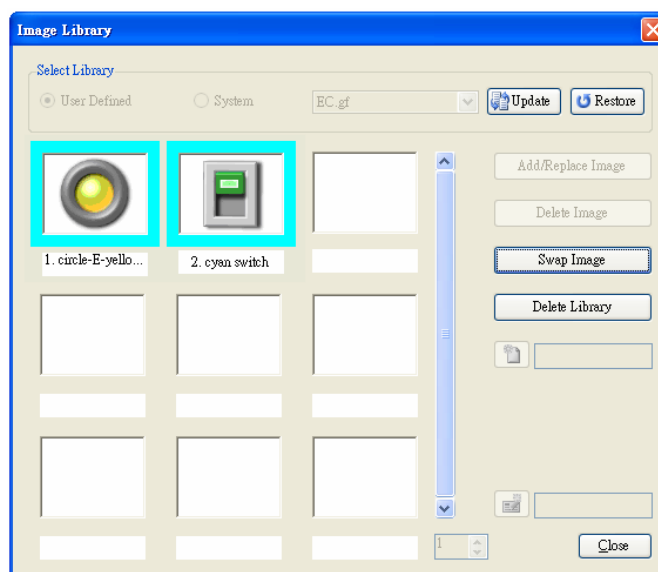 Image Library
Select Library
User Defined
System
EC.gf
Update
Restore
1. circle-E-yello...
2. cyan switch
Add/Replace Image
Delete Image
Swap Image
Delete Library
1
Close